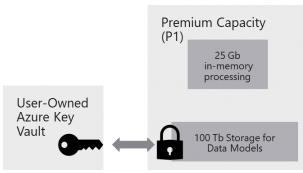 Premium Capacity
(P1)
25 Gb
in-memory
processing
User-Owned
Azure Key
Vault
100 Tb Storage for
Data Models